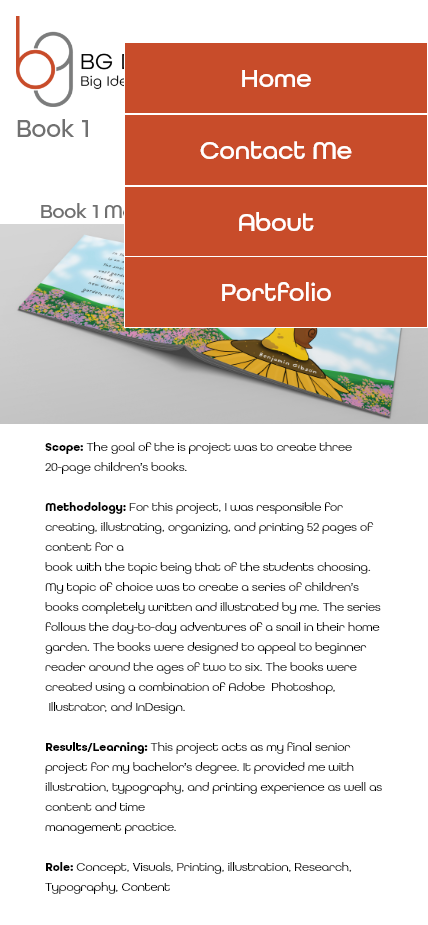 BG
Big Ide
Home
Book 1
Contact Me
Book 1 M
About
Portfolio
Benjamin Gibson
Scope: The goal of the is project was to create three
20-page children's books.
Methodology: For this project, I was responsible for
creating, illustrating, organizing, and printing 52 pages of
content for a
book with the topic being that of the students choosing.
My topic of choice was to create a series of children's
books completely written and illustrated by me. The series
follows the day-to-day adventures of a snail in their home
garden. The books were designed to appeal to beginner
reader around the ages of two to six. The books were
created using a combination of Adobe Photoshop,
Illustrator, and InDesign.
Results/Learning: This project acts as my final senior
project for my bachelor's degree. It provided me with
illustration, typography, and printing experience as well as
content and time
management practice.
Role: Concept, Visuals, Printing, illustration, Research,
Typography, Content